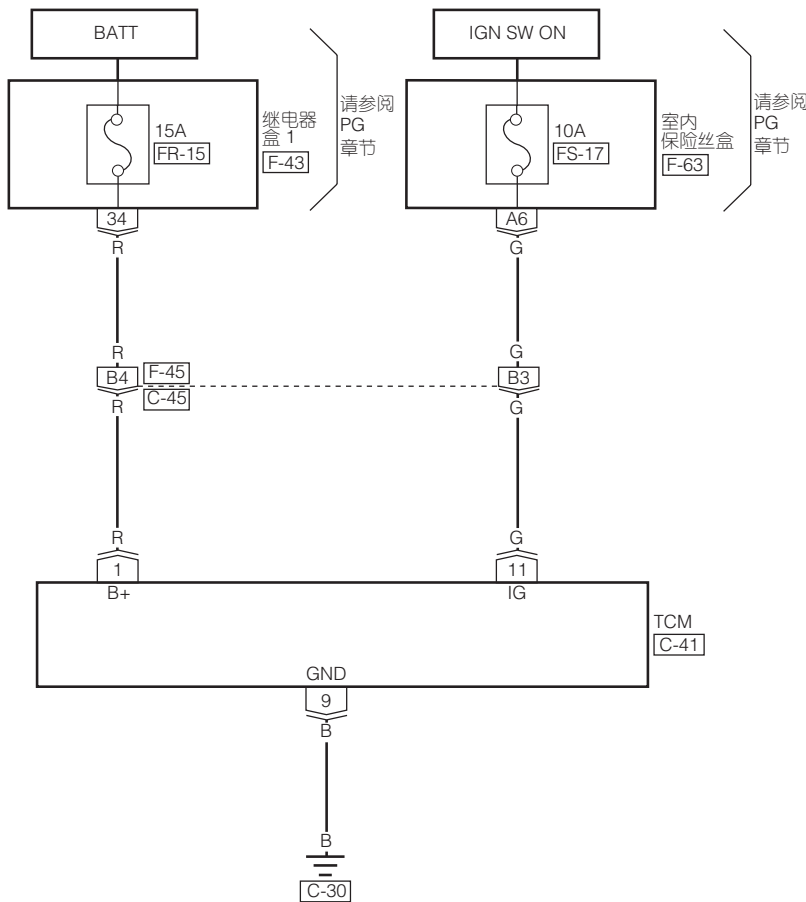 BATT
IGN SW ON
15A
FR-15
继电器
盒 1
F-43
请参阅
PG
章节
10A
FS-17
室内
保险丝盒
F-63
请参阅
PG
章节
34
A6
R
G
R
G
B4
F-45
C-45
B3
R
G
R
G
1
11
B+
IG
TCM
C-41
GND
9
B
B
C-30